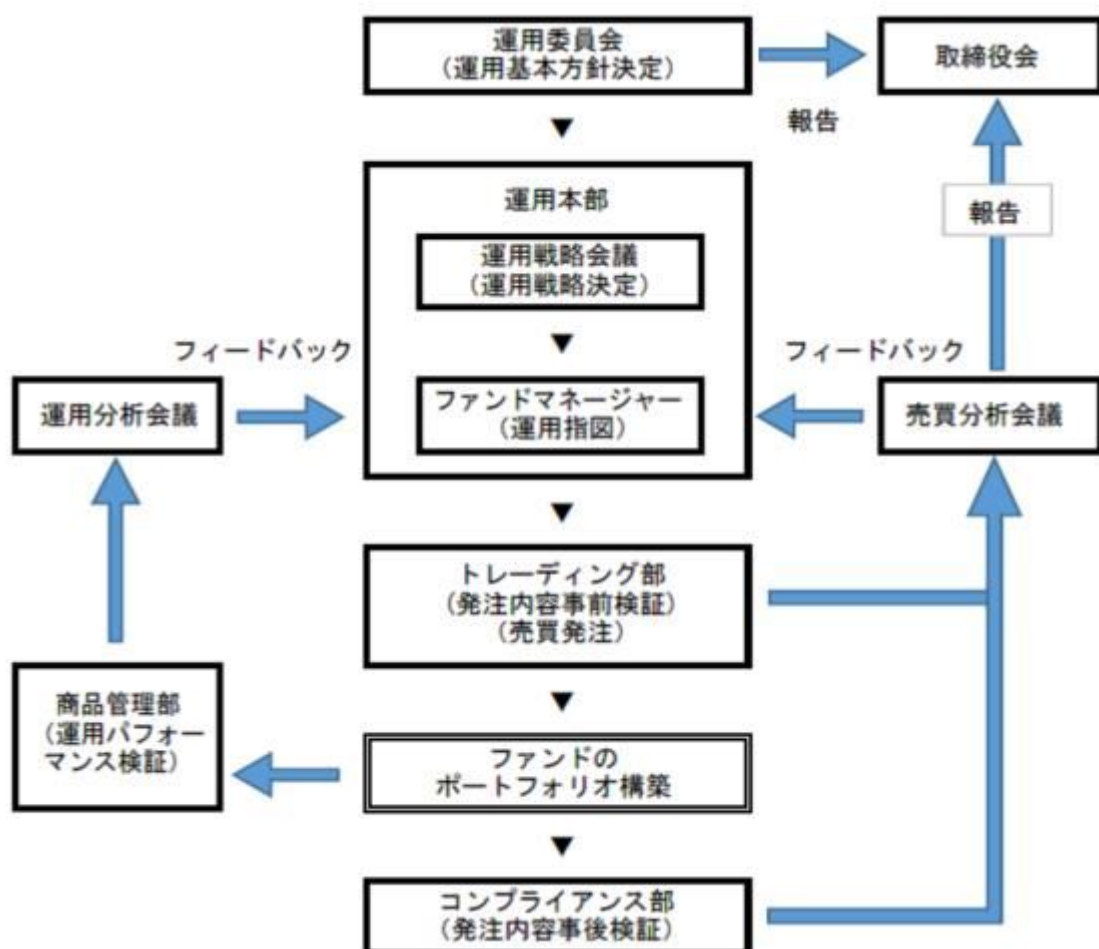 運用委員会
(運用基本方針決定)
取締役会
報告
運用本部
報告
運用戦略会議
(運用戦略決定)
フィードバック
フィードバック
運用分析会議
ファンドマネージャー
(運用指図)
売買分析会議
トレーディング部
(発注内容事前検証)
(売買発注)
商品管理部
(運用パフォー
マンス検証)
ファンドの
ポートフォリオ構築
コンプライアンス部
(発注内容事後検証)